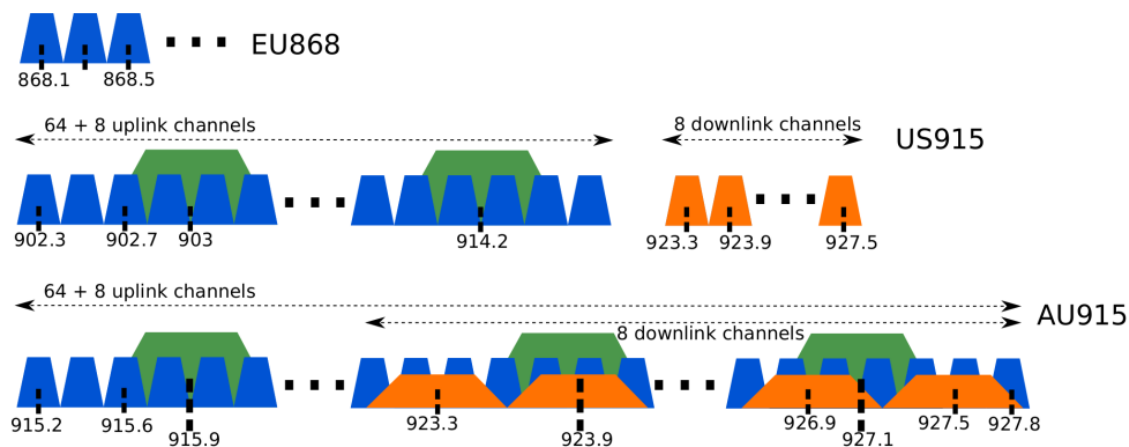 EU868
868.1 868.5
64 + 8 uplink channels
8 downlink channels
US915
902.3 902.7 903 914.2 923.3 923.9 927.5
64 + 8 uplink channels
AU915
8 downlink channels
915.2 915.6 915.9 923.3 923.9 926.9 927.1 927.5 927.8